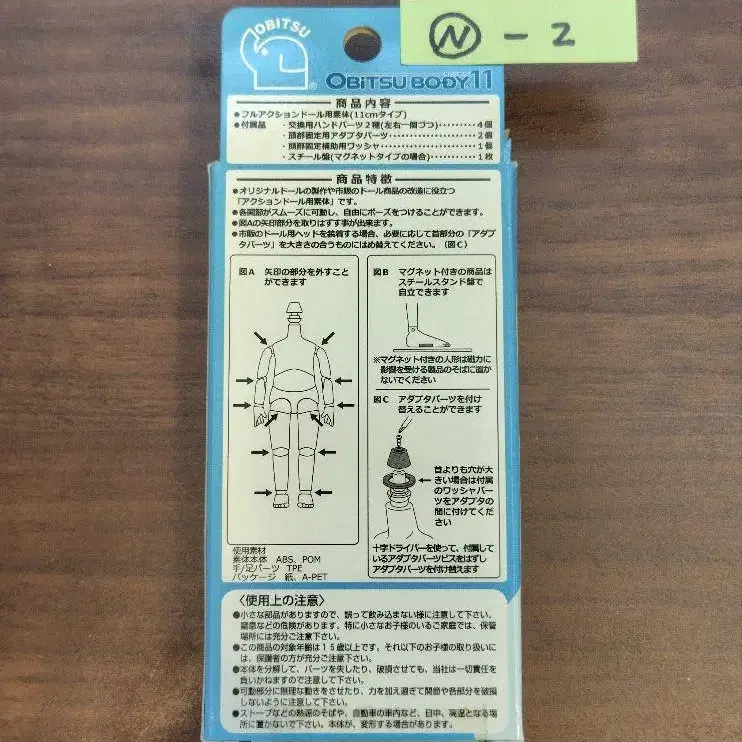 OBITSU
Ⓝ - 2
OBITSU BODY 11
商品内容
●フルアクションドール用素体(11cmタイプ)
●付属品 ・交換用ハンドパーツ2種(左右一個づつ)………4個
・頭部固定用アダプタパーツ………2個
・頭部固定補助用ワッシャ………1個
・スチール盤(マグネットタイプの場合)………1枚
商品特徴
●オリジナルドールの製作や市販のドール商品の改造に役立つ
「アクションドール用素体」です。
●各関節がスムーズに可動し、自由にポーズをつけることができます。
●図Aの矢印部分を取りはずす事が出来ます。
●市販のドール用ヘッドを装着する場合、必要に応じて首部分の「アダプ
タパーツ」を大きさの合うものにはめ替えてください。(図C)
図A 矢印の部分を外すこと
ができます
図B マグネット付きの商品は
スチールスタンド盤で
自立できます
※マグネット付きの人形は磁力に
影響を受ける製品のそばに置か
ないでください
図C アダプタパーツを付け
替えることができます
首よりも穴が大
きい場合は付属
のワッシャパー
ツをアダプタの
間に付けてくだ
さい
十字ドライバーを使って、付属して
いるアダプタパーツビスをはずし
アダプタパーツを付け替えます
使用素材
素体本体 ABS、POM
手/足パーツ TPE
パッケージ 紙、A-PET
〈使用上の注意〉
●小さな部品がありますので、誤って飲み込まない様に注意して下さい。
窒息などの危険があります。特に小さなお子様のいるご家庭では、保管
場所には充分ご注意下さい。
●この商品の対象年齢は15歳以上です。それ以下のお子様の取り扱いに
は、保護者の方が充分ご注意下さい。
●本体を分解して、パーツを失したり、破損させても、当社は一切責任を
負いかねますので注意して下さい。
●可動部分に無理な動きをさせたり、力を加え過ぎて関節や各部分を破損
しないように注意して下さい。
●ストーブなどの熱源のそばや、自動車の車内など、日中、高温となる場
所に置かないで下さい。本体が、変形する場合があります。